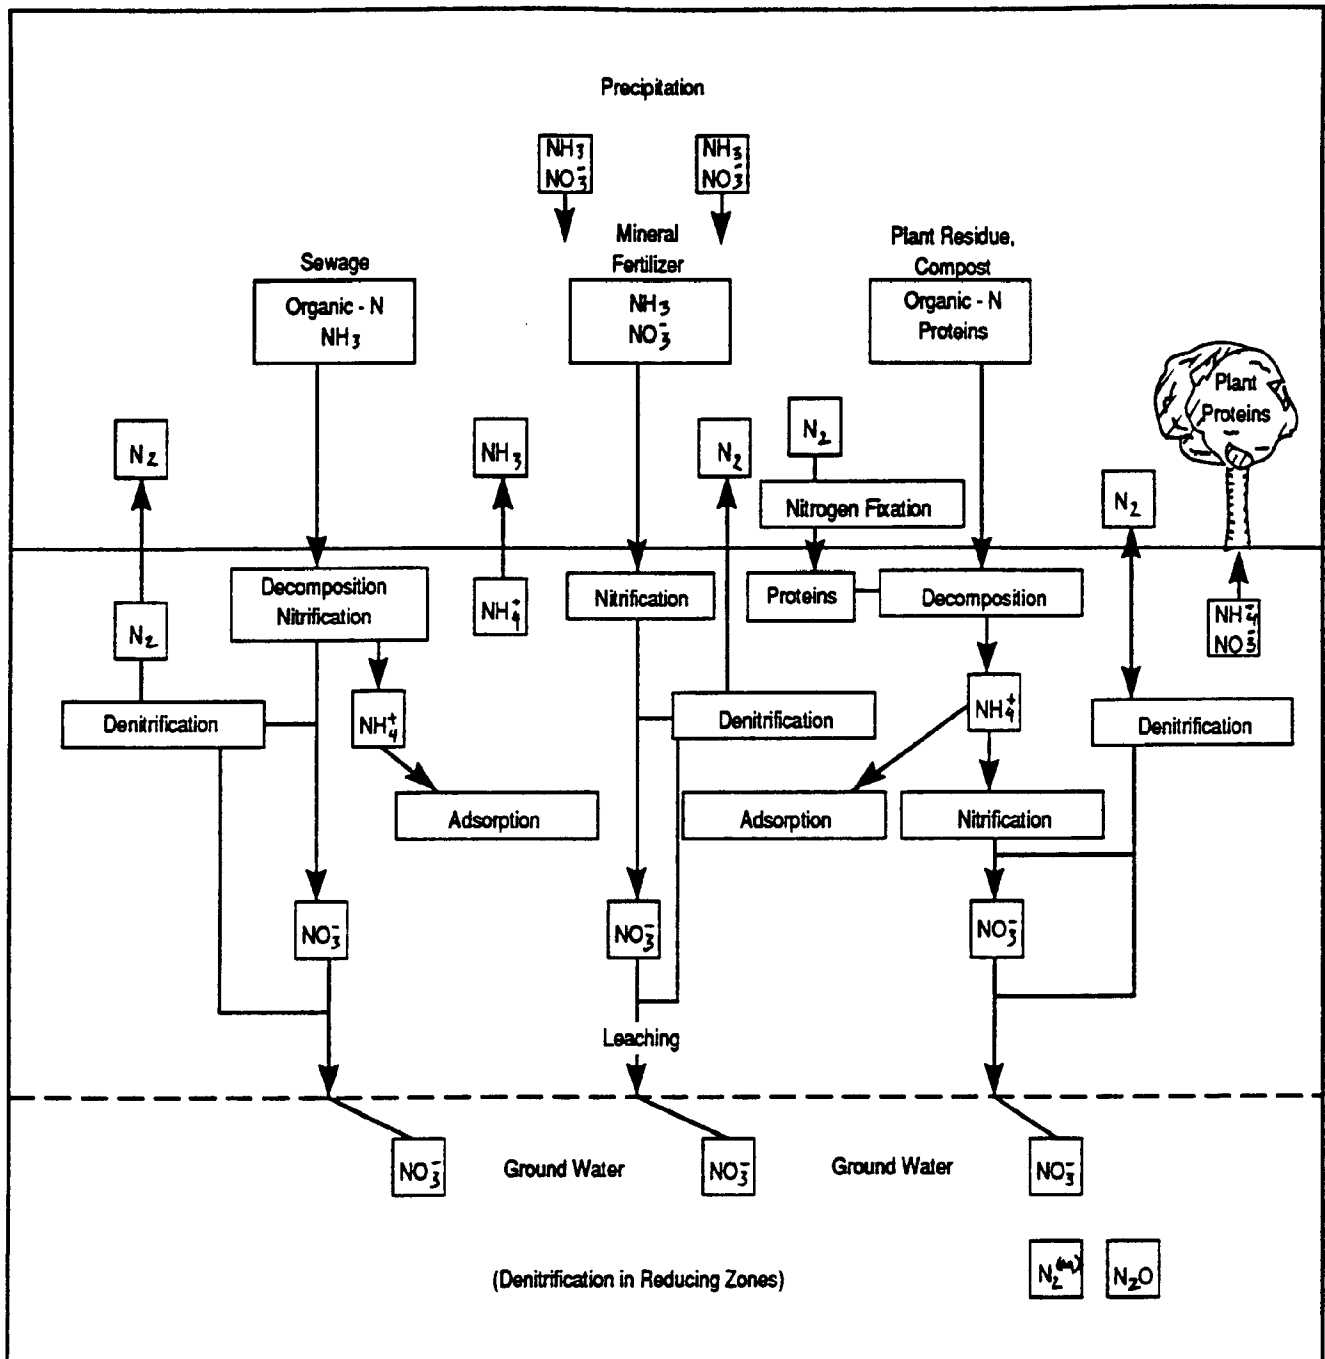 Precipitation
NH₃
NO₃⁻
NH₃
NO₃⁻
Sewage
Organic - N
NH₃
Mineral
Fertilizer
NH₃
NO₃⁻
Plant Residue,
Compost
Organic - N
Proteins
Plant
Proteins
N₂
NH₃
N₂
N₂
Nitrogen Fixation
N₂
Decomposition
Nitrification
N₂
NH₄⁺
Nitrification
Proteins
Decomposition
NH₄⁺
NO₃⁻
Denitrification
NH₄⁺
Denitrification
NH₄⁺
Denitrification
Adsorption
Adsorption
Nitrification
NO₃⁻
NO₃⁻
NO₃⁻
Leaching
NO₃⁻
Ground Water
NO₃⁻
Ground Water
NO₃⁻
(Denitrification in Reducing Zones)
N₂(aq)
N₂O